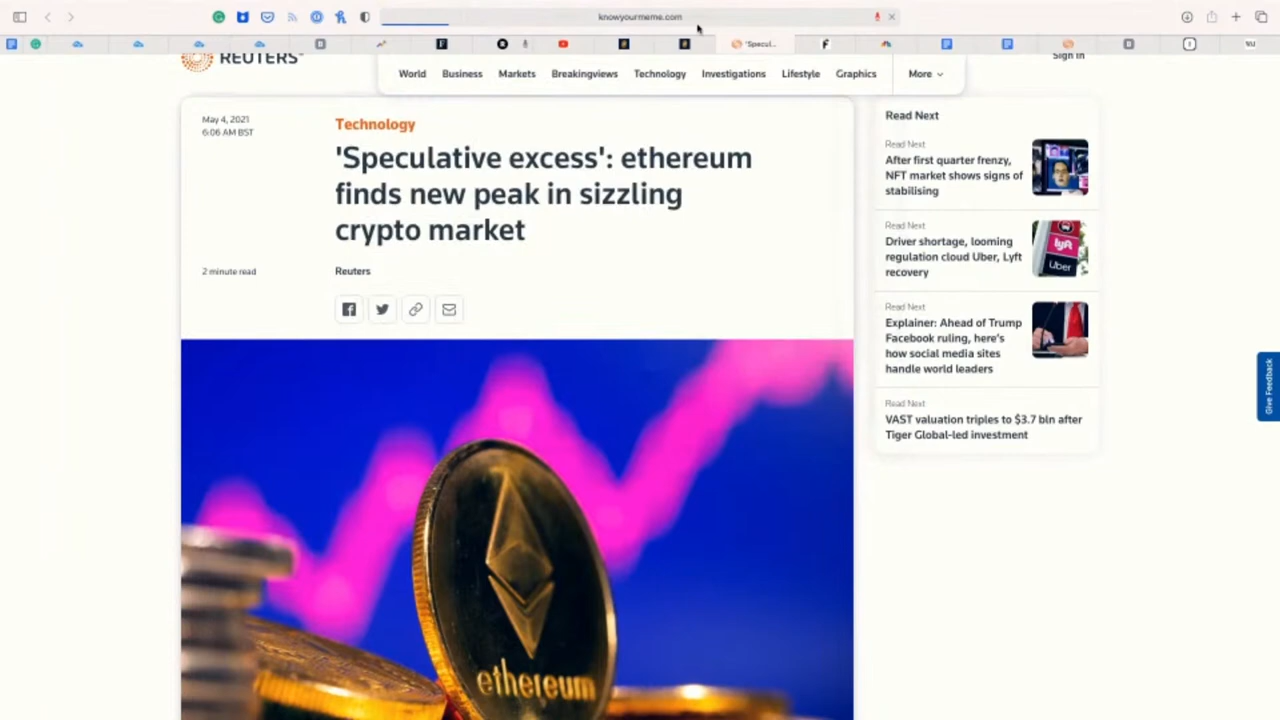 knowyourmeme.com
'Specul...
REUTERS
Sign In
World Business Markets Breakingviews Technology Investigations Lifestyle Graphics More
May 4, 2021
6:06 AM BST
Technology
'Speculative excess': ethereum
finds new peak in sizzling
crypto market
2 minute read
Reuters
ethereum
Read Next
Read Next
After first quarter frenzy,
NFT market shows signs of
stabilising
Read Next
Driver shortage, looming
regulation cloud Uber, Lyft
recovery
lyft
Uber
Read Next
Explainer: Ahead of Trump
Facebook ruling, here's
how social media sites
handle world leaders
Read Next
VAST valuation triples to $3.7 bln after
Tiger Global-led investment
Give Feedback